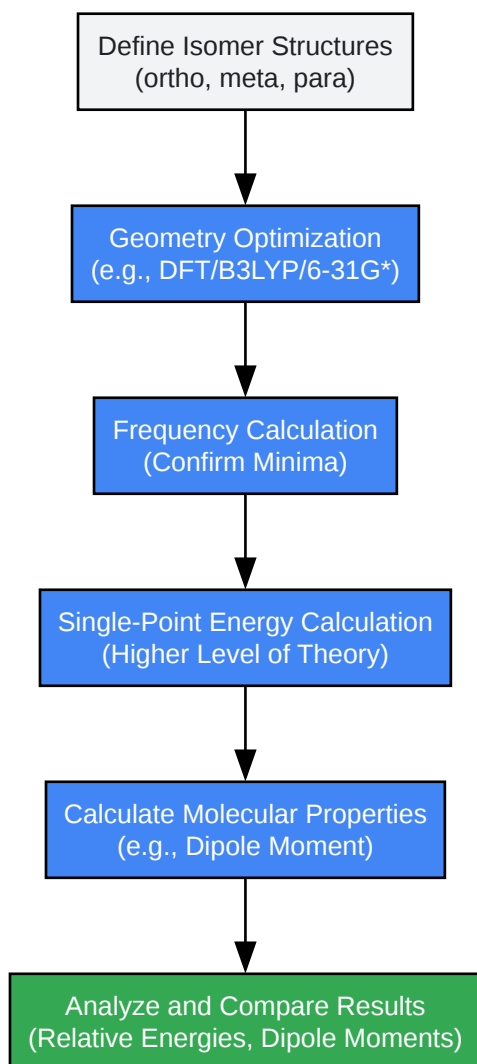 Define Isomer Structures
(ortho, meta, para)
Geometry Optimization
(e.g., DFT/B3LYP/6-31G*)
Frequency Calculation
(Confirm Minima)
Single-Point Energy Calculation
(Higher Level of Theory)
Calculate Molecular Properties
(e.g., Dipole Moment)
Analyze and Compare Results
(Relative Energies, Dipole Moments)